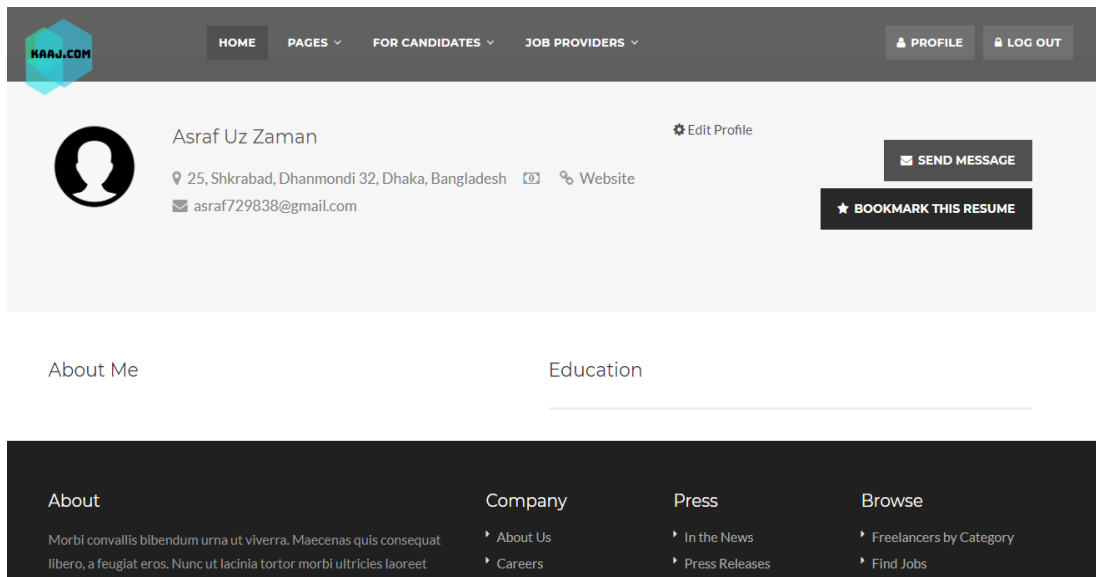 KAAJ.COM
HOME PAGES FOR CANDIDATES JOB PROVIDERS PROFILE LOG OUT
Asraf Uz Zaman
Edit Profile
25, Shkrabad, Dhanmondi 32, Dhaka, Bangladesh Website
asraf729838@gmail.com
SEND MESSAGE
BOOKMARK THIS RESUME
About Me
Education
About
Morbi convallis bibendum urna ut viverra. Maecenas quis consequat
libero, a feugiat eros. Nunc ut lacinia tortor morbi ultricies laoreet
Company
About Us
Careers
Press
In the News
Press Releases
Browse
Freelancers by Category
Find Jobs